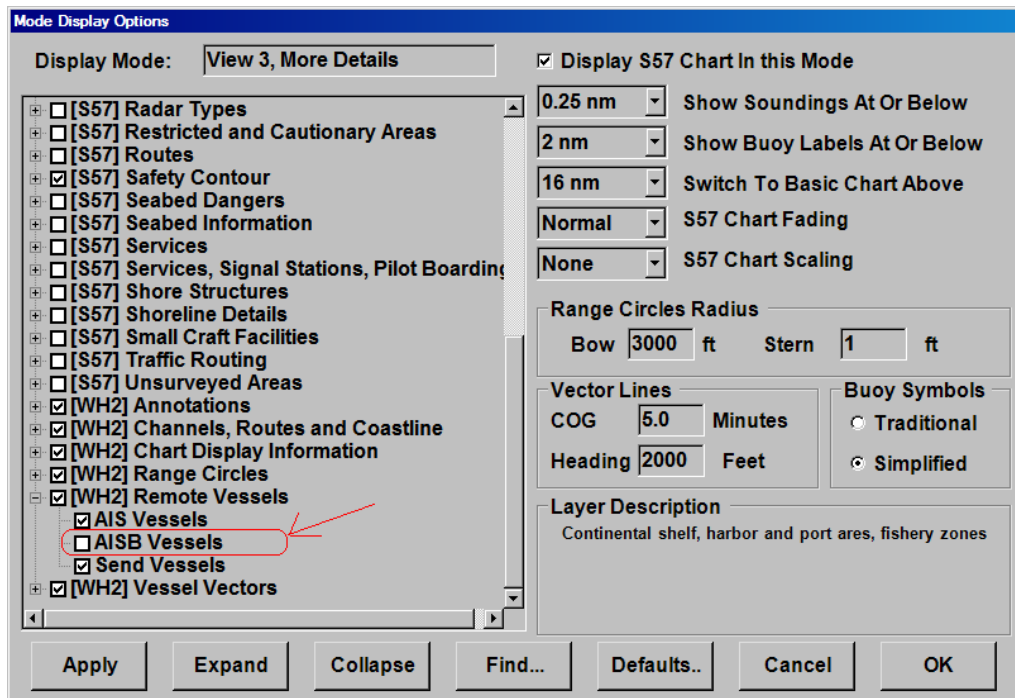 Mode Display Options
Display Mode: View 3, More Details
[S57] Radar Types
[S57] Restricted and Cautionary Areas
[S57] Routes
[S57] Safety Contour
[S57] Seabed Dangers
[S57] Seabed Information
[S57] Services
[S57] Services, Signal Stations, Pilot Boarding
[S57] Shore Structures
[S57] Shoreline Details
[S57] Small Craft Facilities
[S57] Traffic Routing
[S57] Unsurveyed Areas
[WH2] Annotations
[WH2] Channels, Routes and Coastline
[WH2] Chart Display Information
[WH2] Range Circles
[WH2] Remote Vessels
AIS Vessels
AISB Vessels
Send Vessels
[WH2] Vessel Vectors
Display S57 Chart In this Mode
0.25 nm Show Soundings At Or Below
2 nm Show Buoy Labels At Or Below
16 nm Switch To Basic Chart Above
Normal S57 Chart Fading
None S57 Chart Scaling
Range Circles Radius
Bow 3000 ft Stern 1 ft
Vector Lines
COG 5.0 Minutes
Heading 2000 Feet
Buoy Symbols
Traditional
Simplified
Layer Description
Continental shelf, harbor and port ares, fishery zones
Apply Expand Collapse Find... Defaults.. Cancel OK